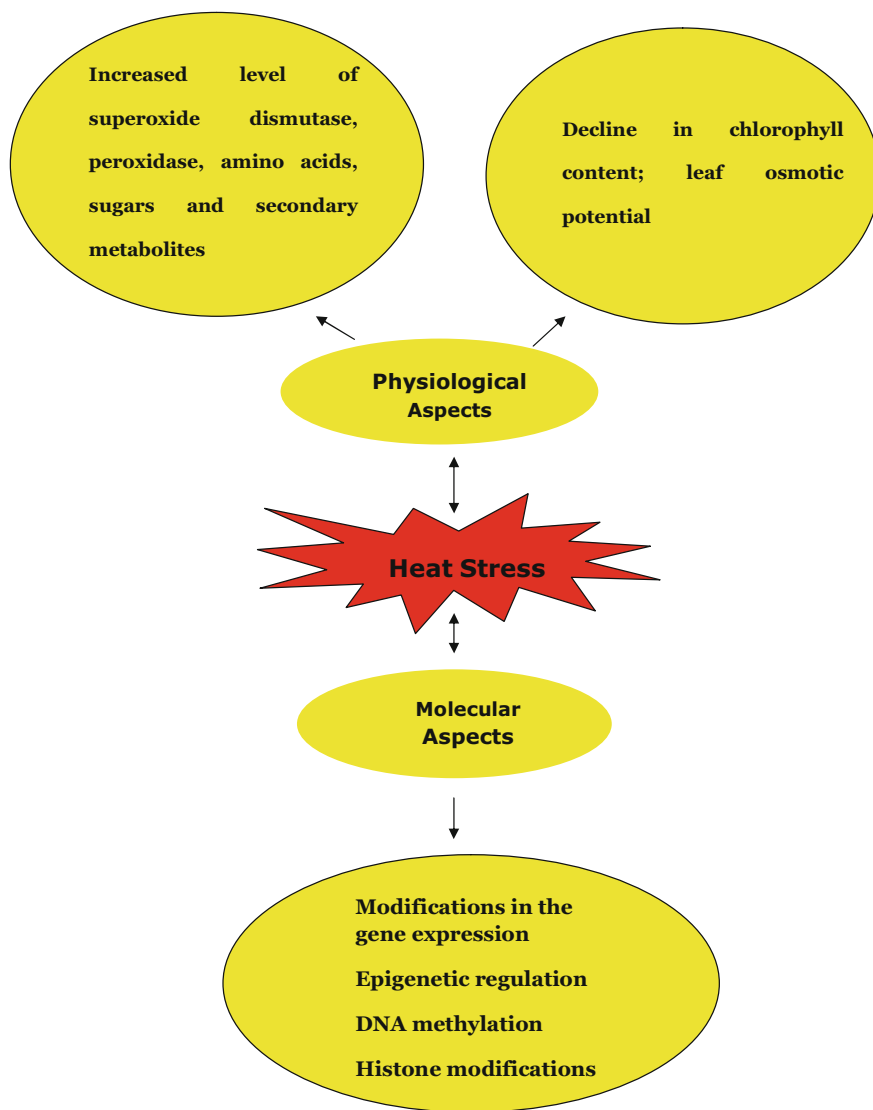 Increased level of
superoxide dismutase,
peroxidase, amino acids,
sugars and secondary
metabolites
Decline in chlorophyll
content; leaf osmotic
potential
Physiological
Aspects
Heat Stress
Molecular
Aspects
Modifications in the
gene expression
Epigenetic regulation
DNA methylation
Histone modifications